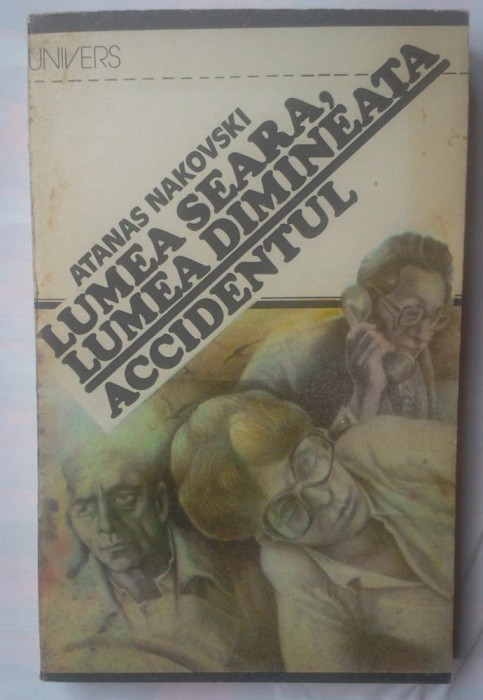 UNIVERS
ATANAS NAKOVSKI
LUMEA SEARA,
LUMEA DIMINEAȚA
ACCIDENTUL